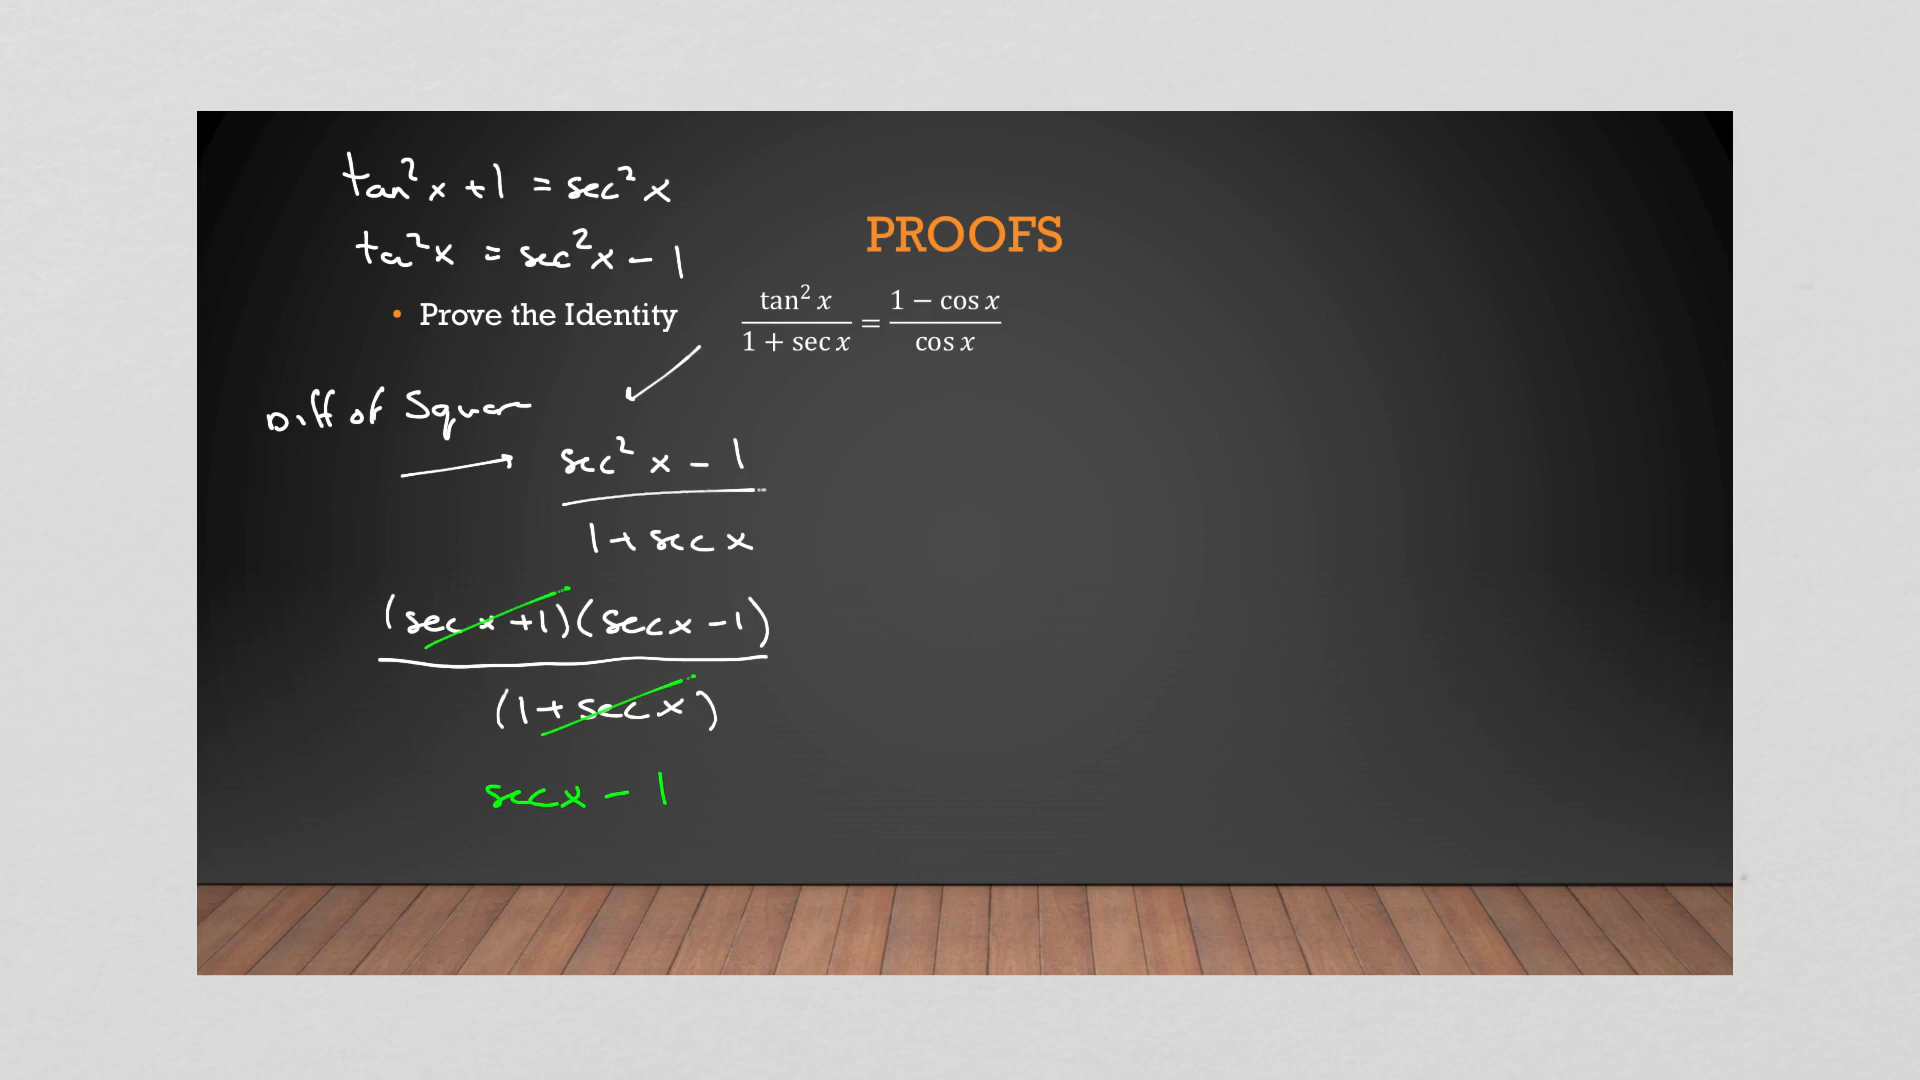 tan²x + 1 = sec²x
tan²x = sec²x - 1
PROOFS
• Prove the Identity tan² x / 1 + sec x = 1 − cos x / cos x
Diff of Square
sec² x - 1
1 + sec x
(sec x + 1)(sec x - 1)
(1 + sec x)
sec x - 1